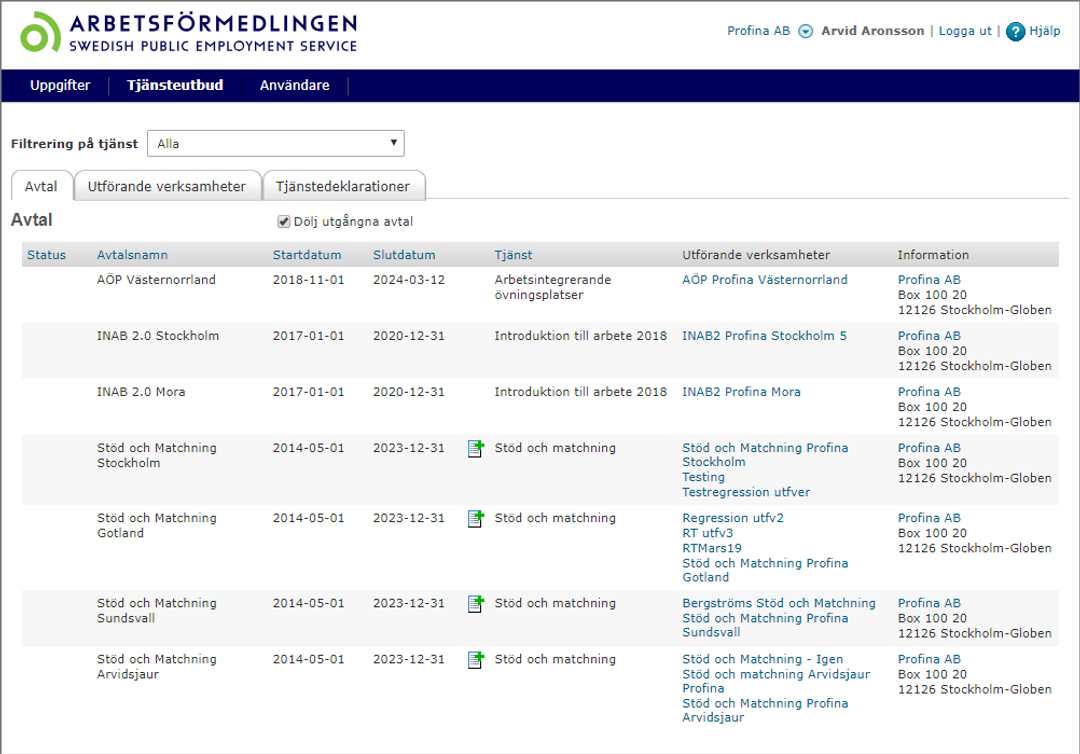 ARBETSFÖRMEDLINGEN
SWEDISH PUBLIC EMPLOYMENT SERVICE
Profina AB Arvid Aronsson | Logga ut | ? Hjälp
Uppgifter Tjänsteutbud Användare
Filtrering på tjänst Alla
Avtal Utförande verksamheter Tjänstedeklarationer
Avtal Dölj utgångna avtal
Status Avtalsnamn Startdatum Slutdatum Tjänst Utförande verksamheter Information
AÖP Västernorrland 2018-11-01 2024-03-12 Arbetsintegrerande AÖP Profina Västernorrland Profina AB
övningsplatser Box 100 20
12126 Stockholm-Globen
INAB 2.0 Stockholm 2017-01-01 2020-12-31 Introduktion till arbete 2018 INAB2 Profina Stockholm 5 Profina AB
Box 100 20
12126 Stockholm-Globen
INAB 2.0 Mora 2017-01-01 2020-12-31 Introduktion till arbete 2018 INAB2 Profina Mora Profina AB
Box 100 20
12126 Stockholm-Globen
Stöd och Matchning 2014-05-01 2023-12-31 Stöd och matchning Stöd och Matchning Profina Profina AB
Stockholm Stockholm Box 100 20
Testing 12126 Stockholm-Globen
Testregression utfver
Stöd och Matchning 2014-05-01 2023-12-31 Stöd och matchning Regression utfv2 Profina AB
Gotland RT utfv3 Box 100 20
RTMars19 12126 Stockholm-Globen
Stöd och Matchning Profina
Gotland
Stöd och Matchning 2014-05-01 2023-12-31 Stöd och matchning Bergströms Stöd och Matchning Profina AB
Sundsvall Stöd och Matchning Profina Box 100 20
Sundsvall 12126 Stockholm-Globen
Stöd och Matchning 2014-05-01 2023-12-31 Stöd och matchning Stöd och Matchning - Igen Profina AB
Arvidsjaur Stöd och matchning Arvidsjaur Box 100 20
Profina 12126 Stockholm-Globen
Stöd och Matchning Profina
Arvidsjaur